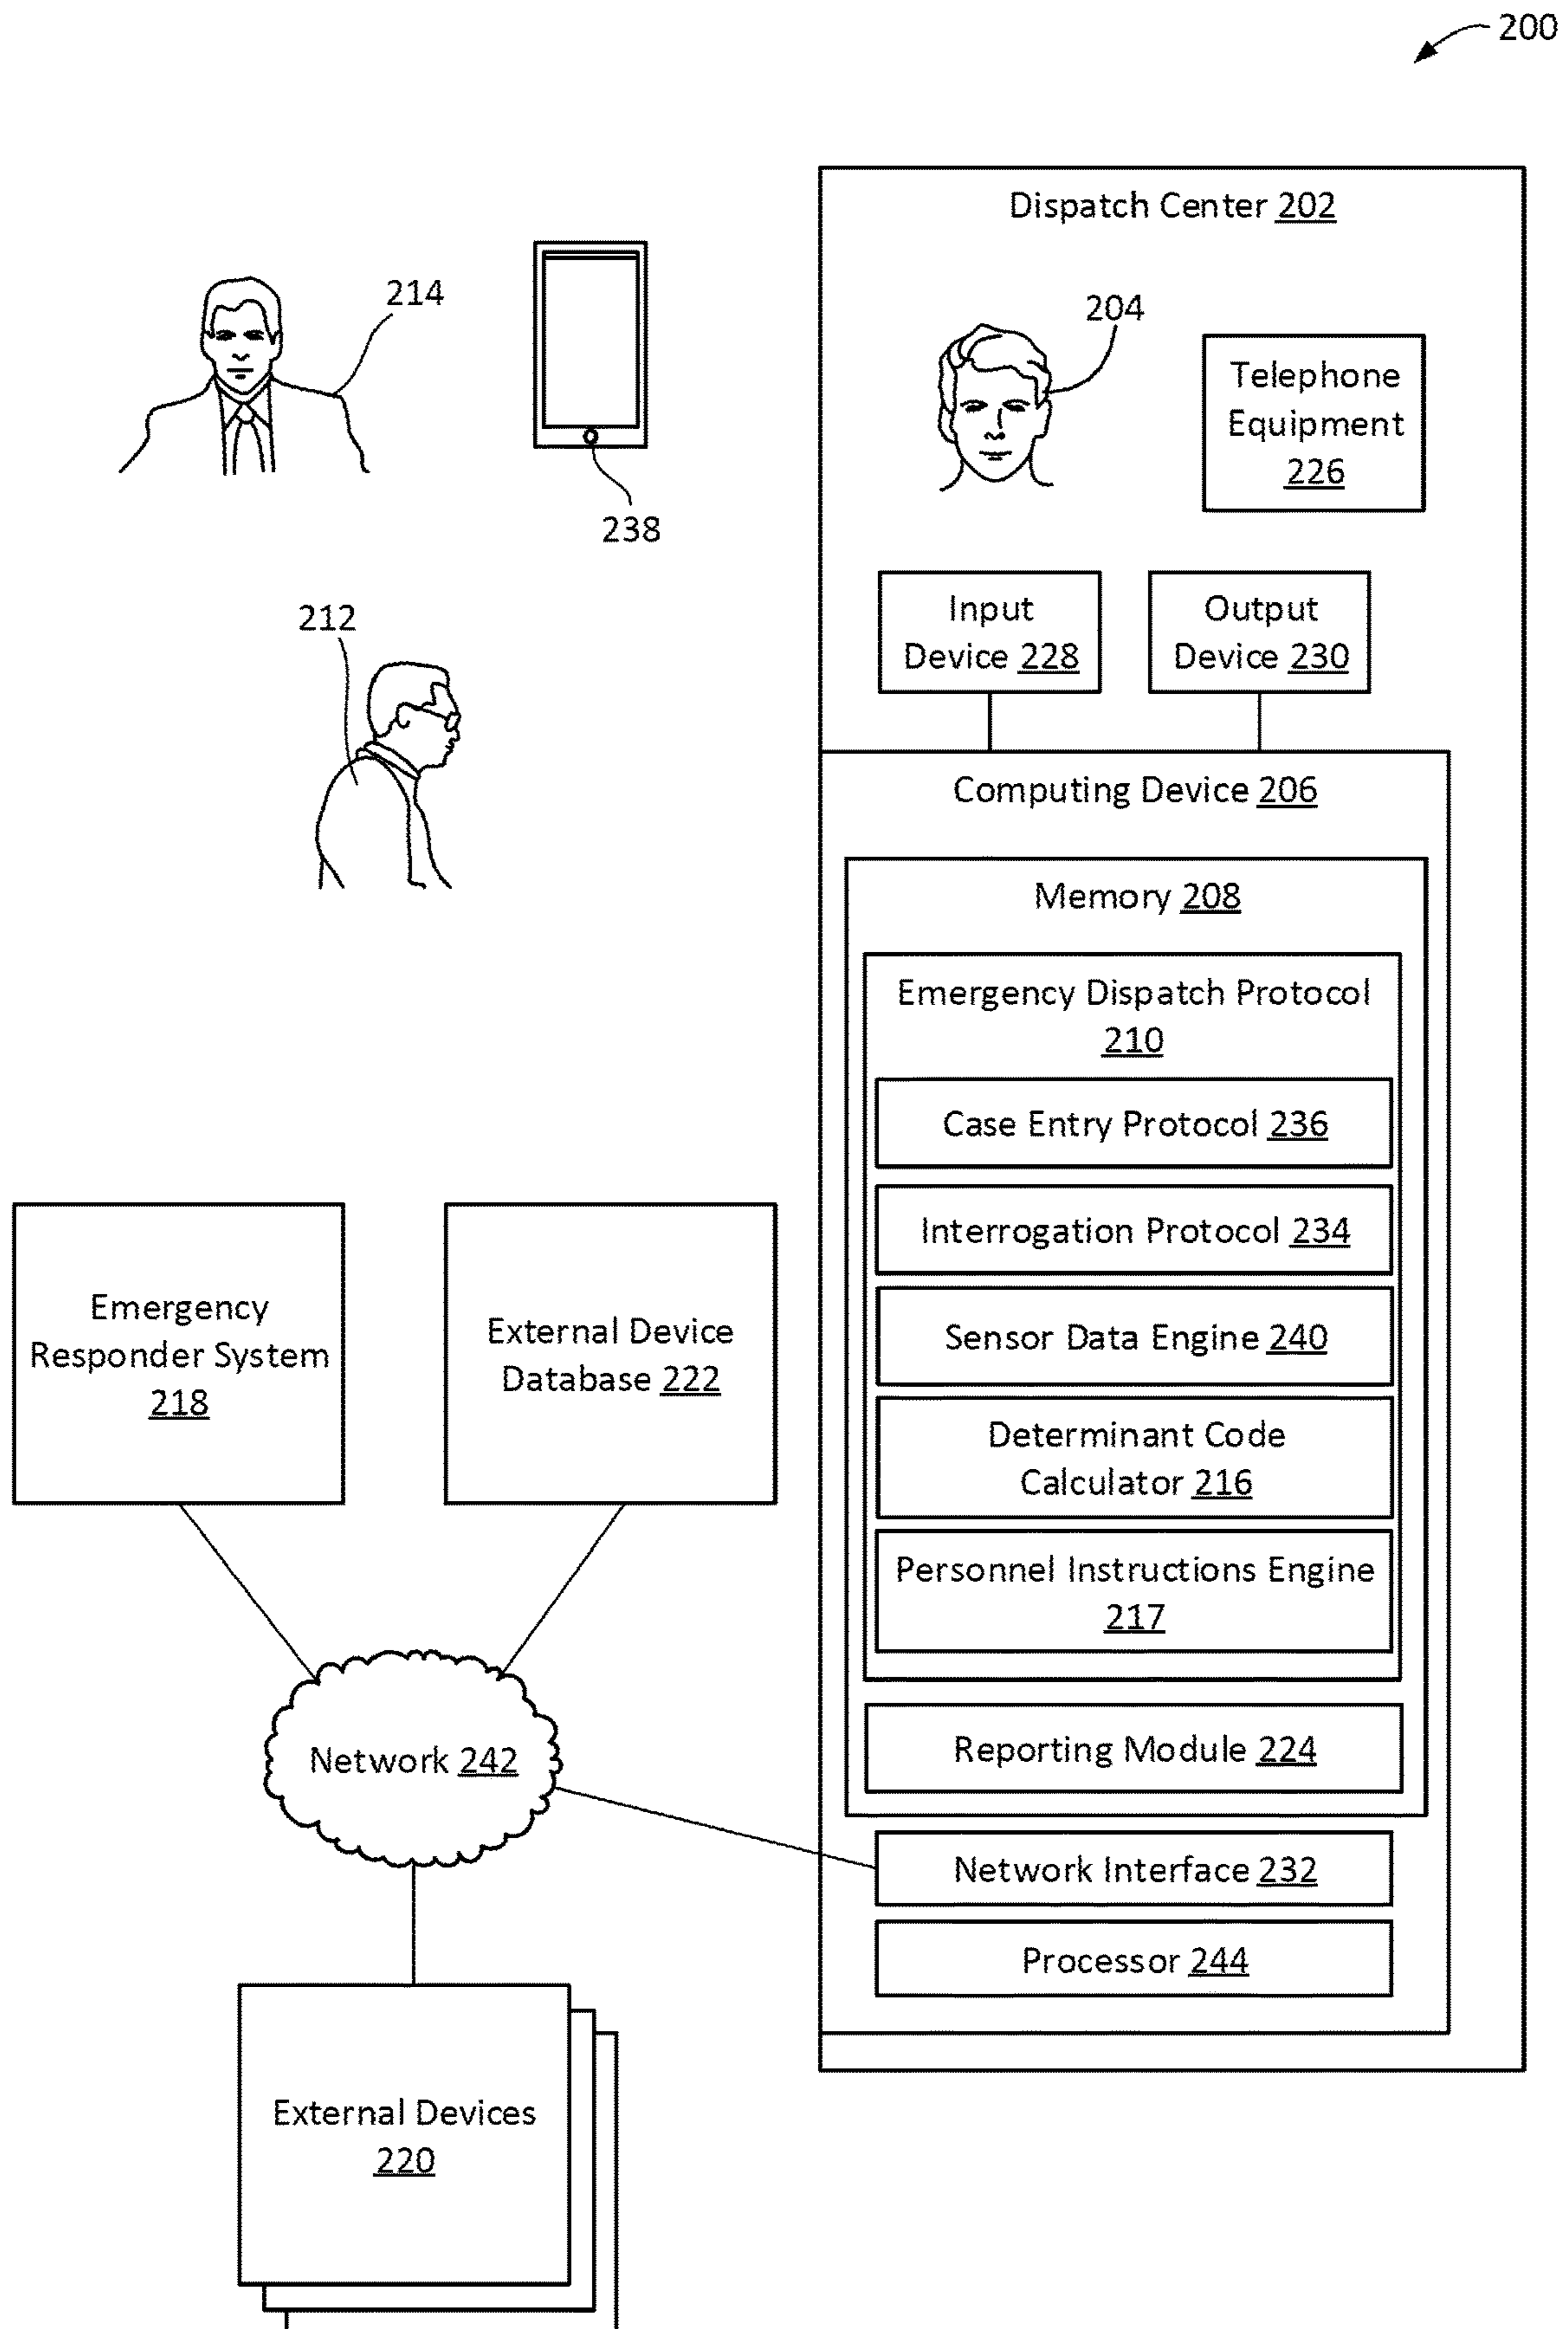 200
Dispatch Center 202
214
204
Telephone
Equipment
226
238
Input
Device 228
Output
Device 230
212
Computing Device 206
Memory 208
Emergency Dispatch Protocol
210
Case Entry Protocol 236
Interrogation Protocol 234
Sensor Data Engine 240
Determinant Code
Calculator 216
Personnel Instructions Engine
217
Reporting Module 224
Network Interface 232
Processor 244
Emergency
Responder System
218
External Device
Database 222
Network 242
External Devices
220